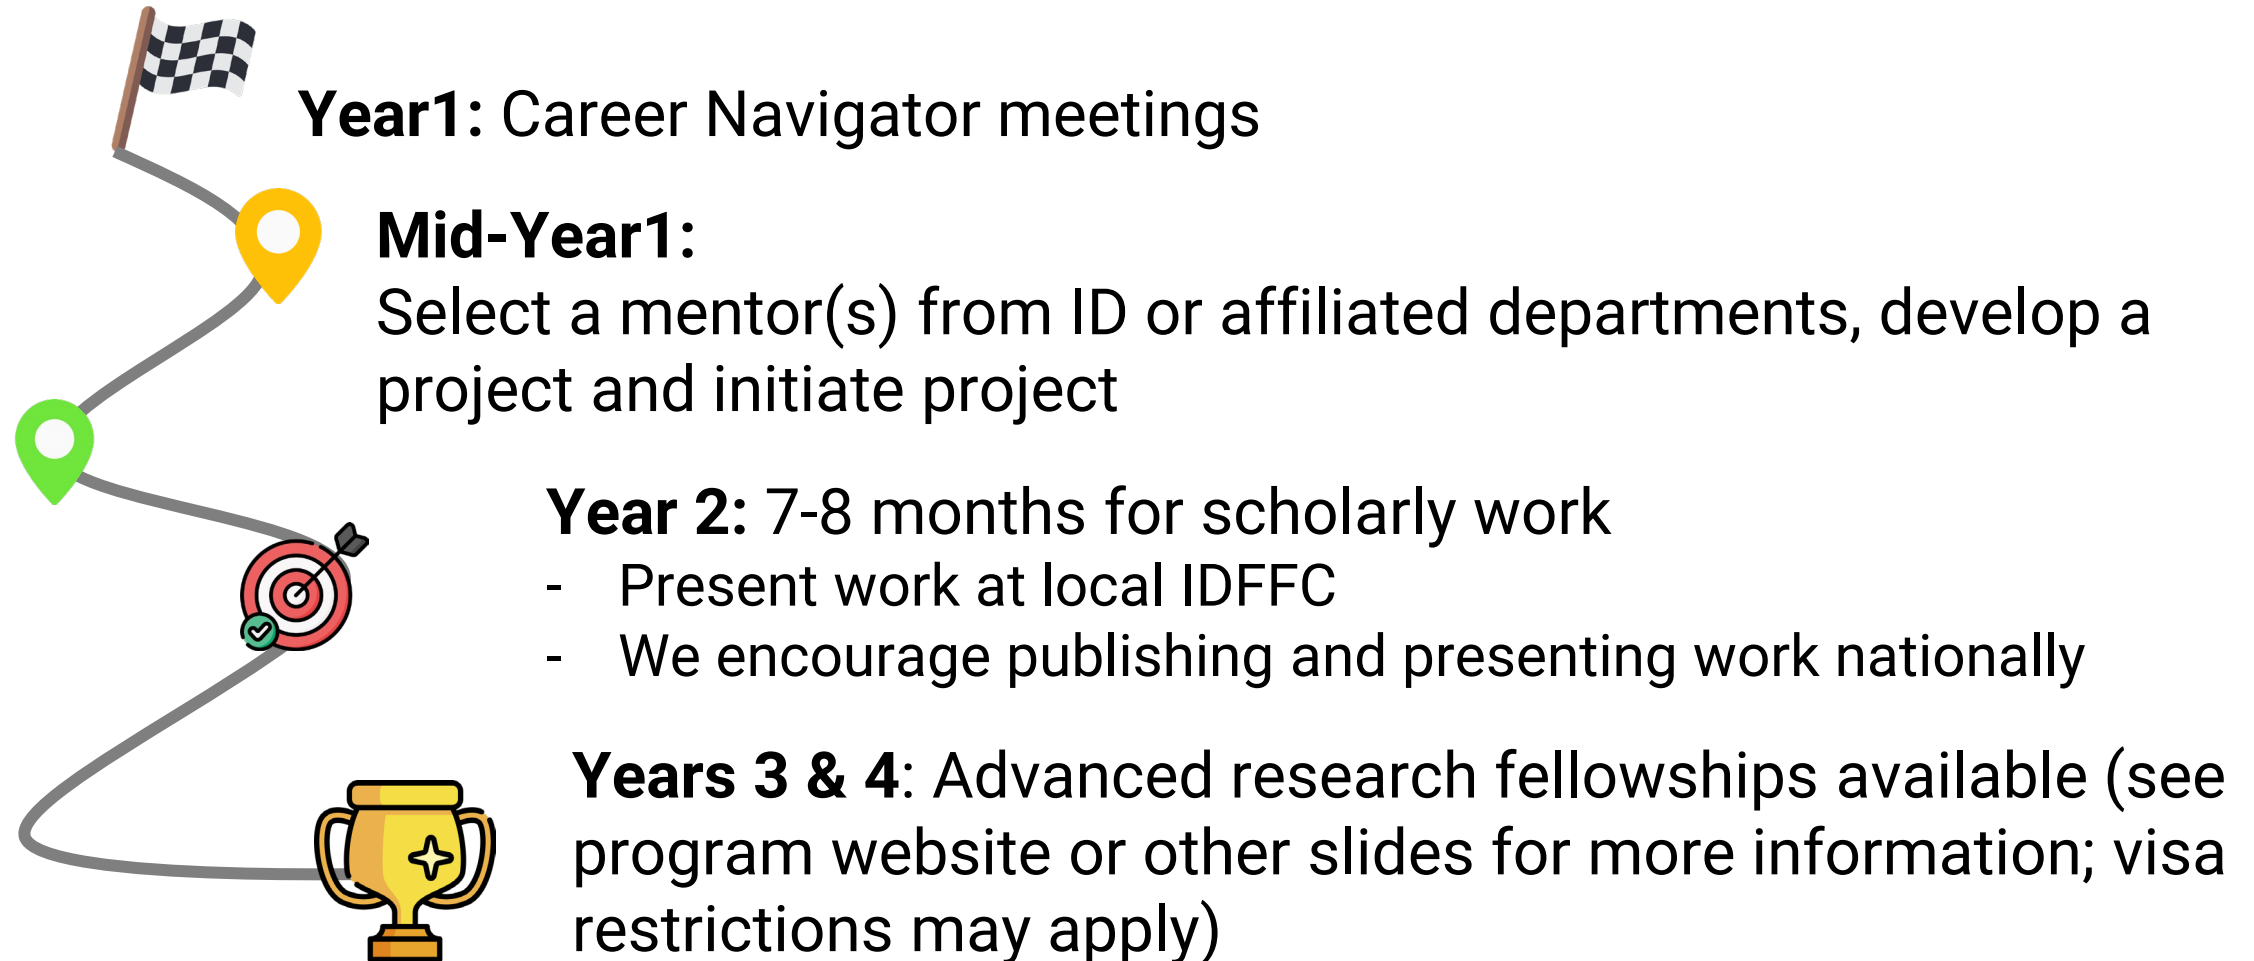 Year1: Career Navigator meetings
Mid-Year1:
Select a mentor(s) from ID or affiliated departments, develop a
project and initiate project
Year 2: 7-8 months for scholarly work
- Present work at local IDFFC
- We encourage publishing and presenting work nationally
Years 3 & 4: Advanced research fellowships available (see
program website or other slides for more information; visa
restrictions may apply)